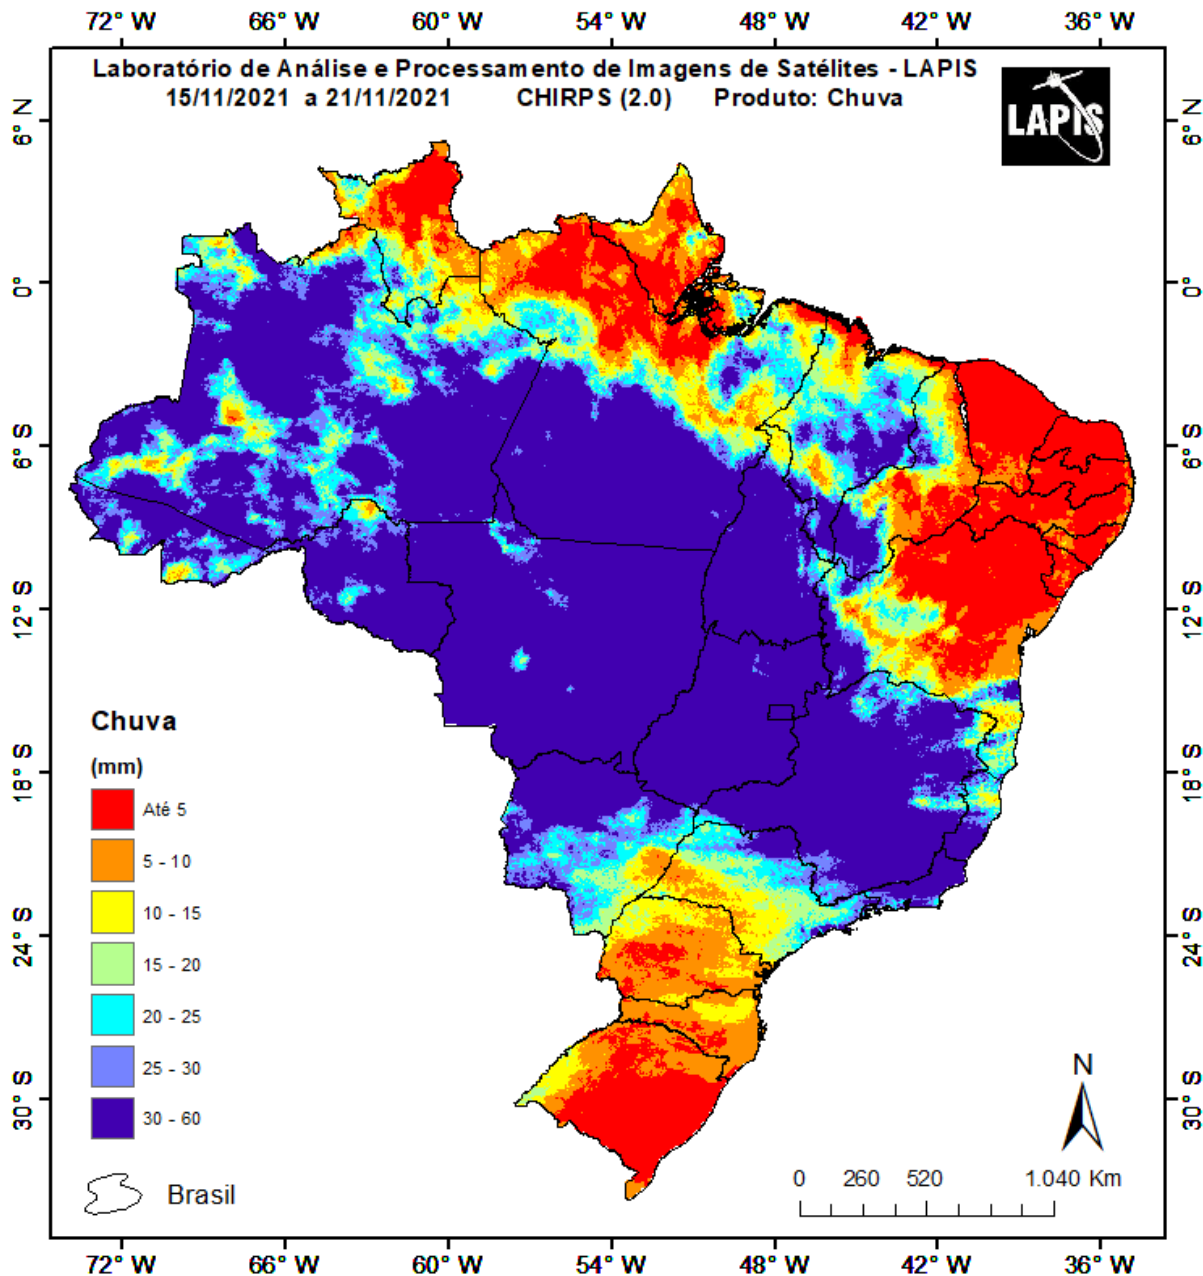 72° W 66° W 60° W 54° W 48° W 42° W 36° W
Laboratório de Análise e Processamento de Imagens de Satélites - LAPIS
15/11/2021 a 21/11/2021 CHIRPS (2.0) Produto: Chuva
LAPIS
6° N 6° N
0° 0°
6° S 6° S
12° S 12° S
18° S 18° S
24° S 24° S
30° S 30° S
Chuva
(mm)
Até 5
5 - 10
10 - 15
15 - 20
20 - 25
25 - 30
30 - 60
Brasil
N
0 260 520 1.040 Km
72° W 66° W 60° W 54° W 48° W 42° W 36° W